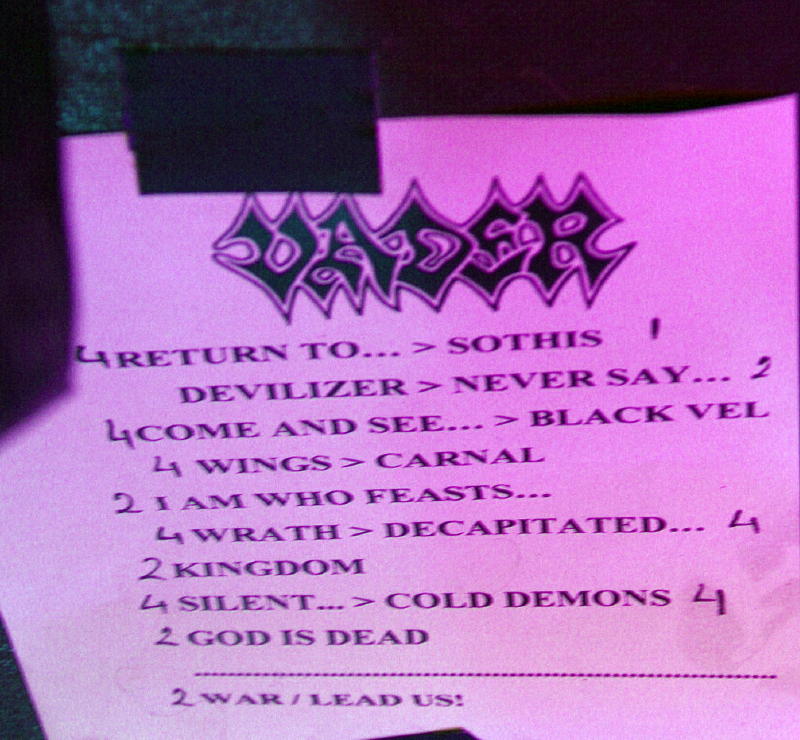 VADER
4 RETURN TO... > SOTHIS 1
DEVILIZER > NEVER SAY... 2
4 COME AND SEE... > BLACK VEL
4 WINGS > CARNAL
2 I AM WHO FEASTS...
4 WRATH > DECAPITATED... 4
2 KINGDOM
4 SILENT... > COLD DEMONS 4
2 GOD IS DEAD
2 WAR / LEAD US!